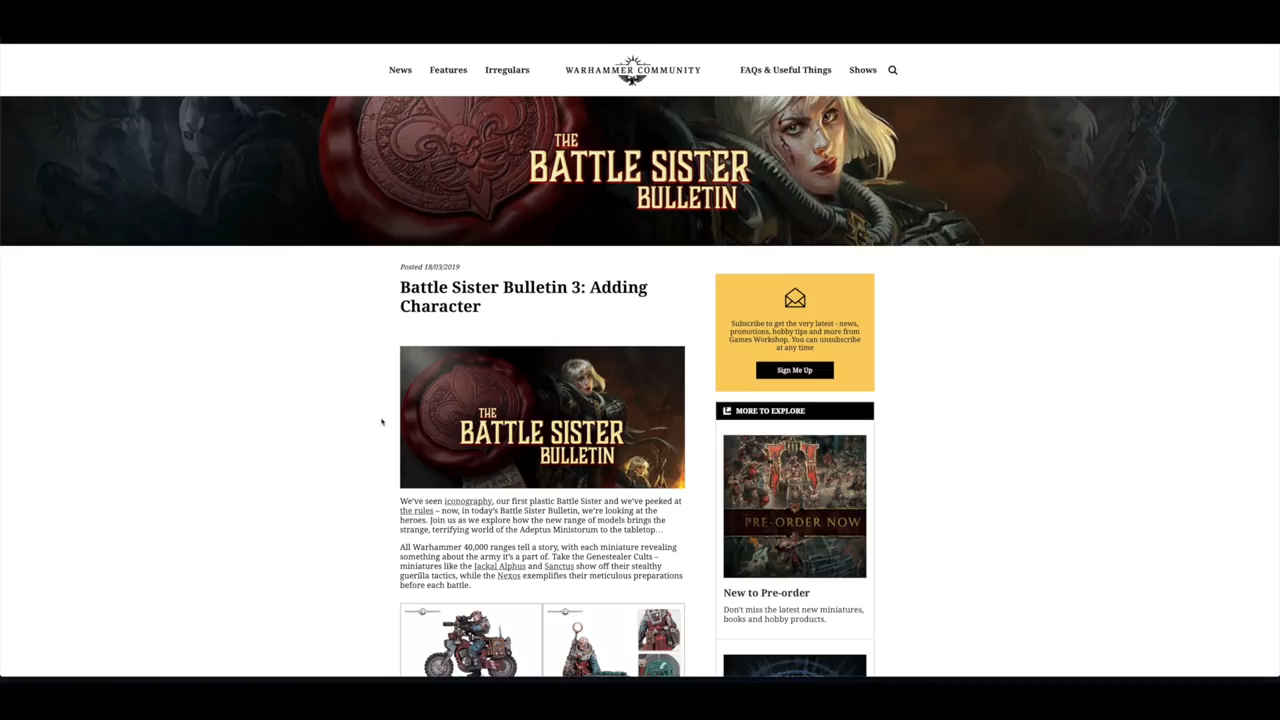 News Features Irregulars WARHAMMER COMMUNITY FAQs & Useful Things Shows
THE
BATTLE SISTER
BULLETIN
Posted 18/03/2019
Battle Sister Bulletin 3: Adding
Character
THE
BATTLE SISTER
BULLETIN
We've seen iconography, our first plastic Battle Sister and we've peeked at
the rules – now, in today's Battle Sister Bulletin, we're looking at the
heroes. Join us as we explore how the new range of models brings the
strange, terrifying world of the Adeptus Ministorum to the tabletop…
All Warhammer 40,000 ranges tell a story, with each miniature revealing
something about the army it's a part of. Take the Genestealer Cults –
miniatures like the Jackal Alphus and Sanctus show off their stealthy
guerilla tactics, while the Nexos exemplifies their meticulous preparations
before each battle.
Subscribe to get the very latest - news,
promotions, hobby tips and more from
Games Workshop. You can unsubscribe
at any time
Sign Me Up
MORE TO EXPLORE
PRE-ORDER NOW
New to Pre-order
Don't miss the latest new miniatures,
books and hobby products.